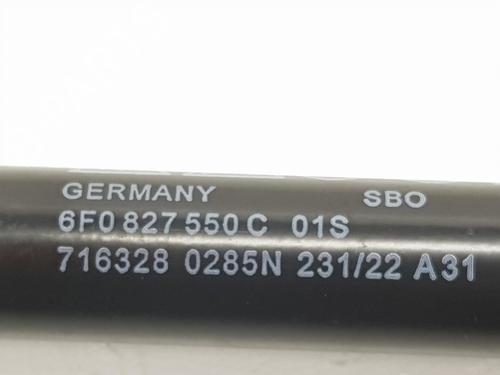 GERMANY SBO
6F0 827 550 C 01S
716328 0285N 231/22 A31